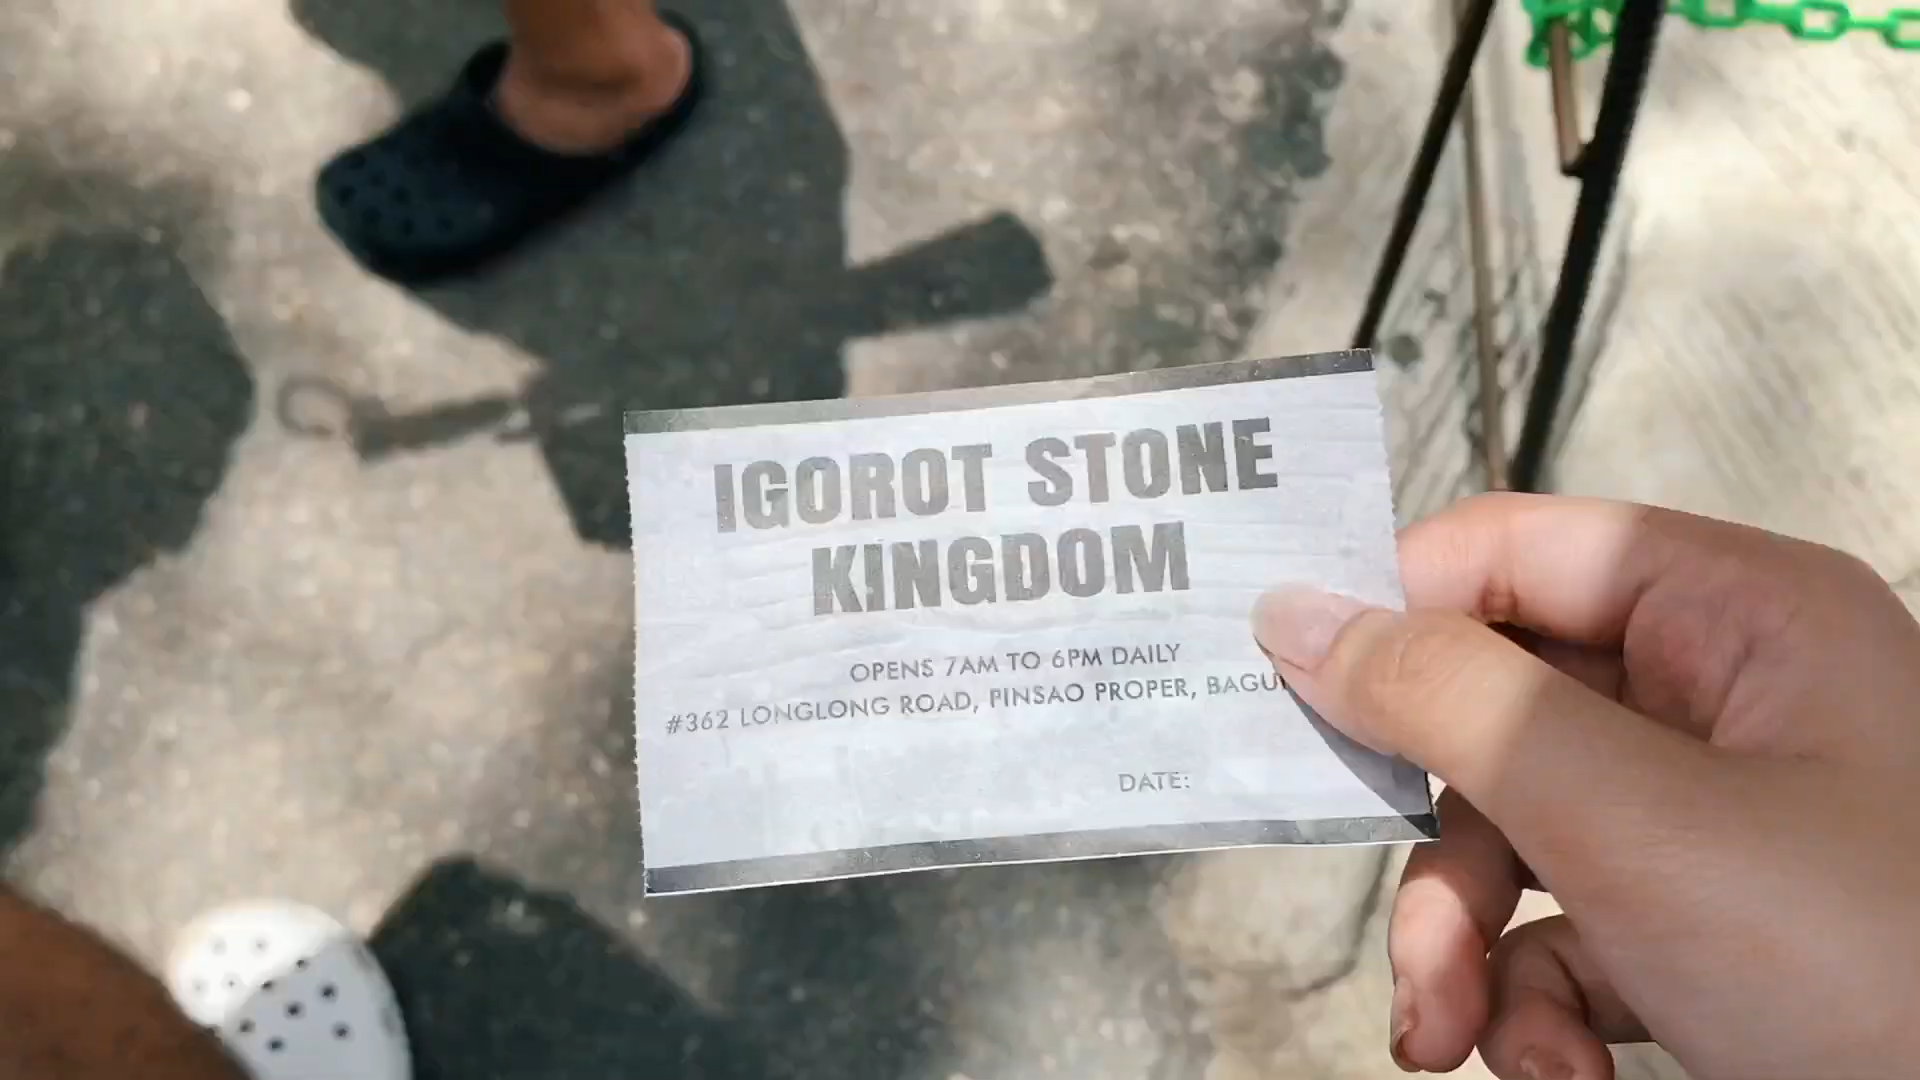 IGOROT STONE
KINGDOM
OPENS 7AM TO 6PM DAILY
#362 LONGLONG ROAD, PINSAO PROPER,
DATE: